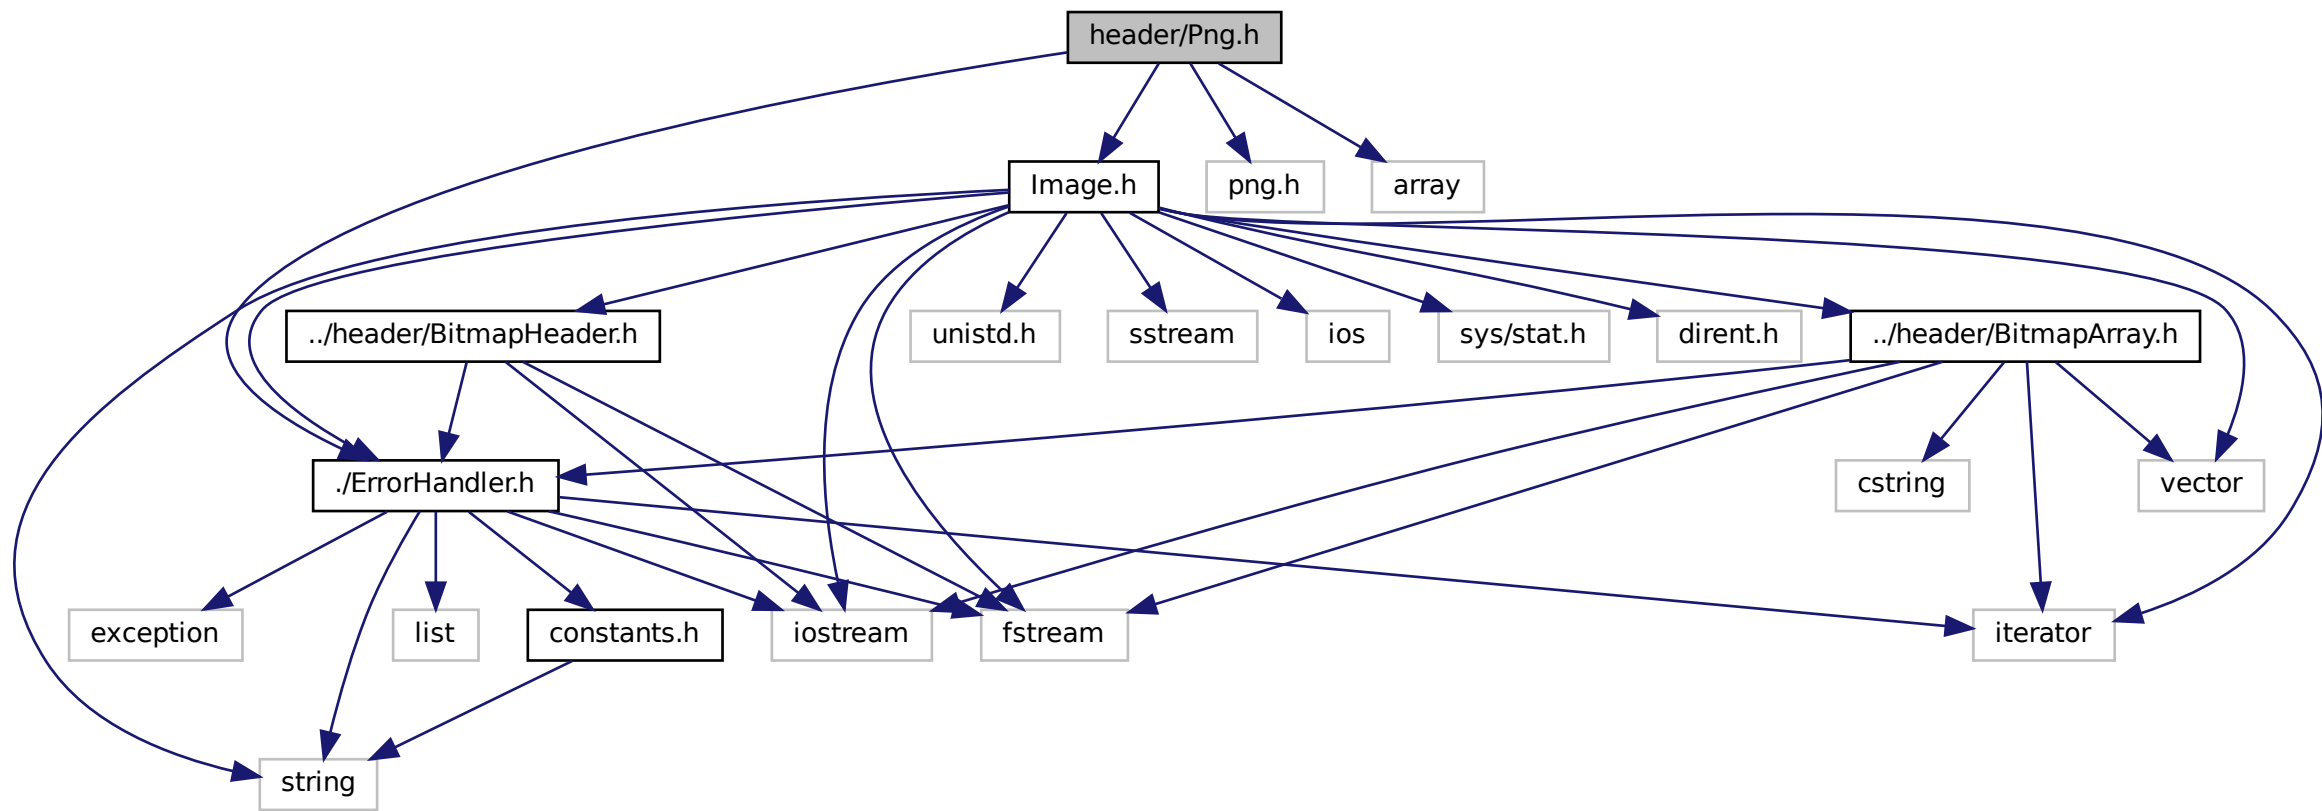 header/Png.h
Image.h
png.h
array
../header/BitmapHeader.h
unistd.h
sstream
ios
sys/stat.h
dirent.h
../header/BitmapArray.h
./ErrorHandler.h
cstring
vector
exception
list
constants.h
iostream
fstream
iterator
string